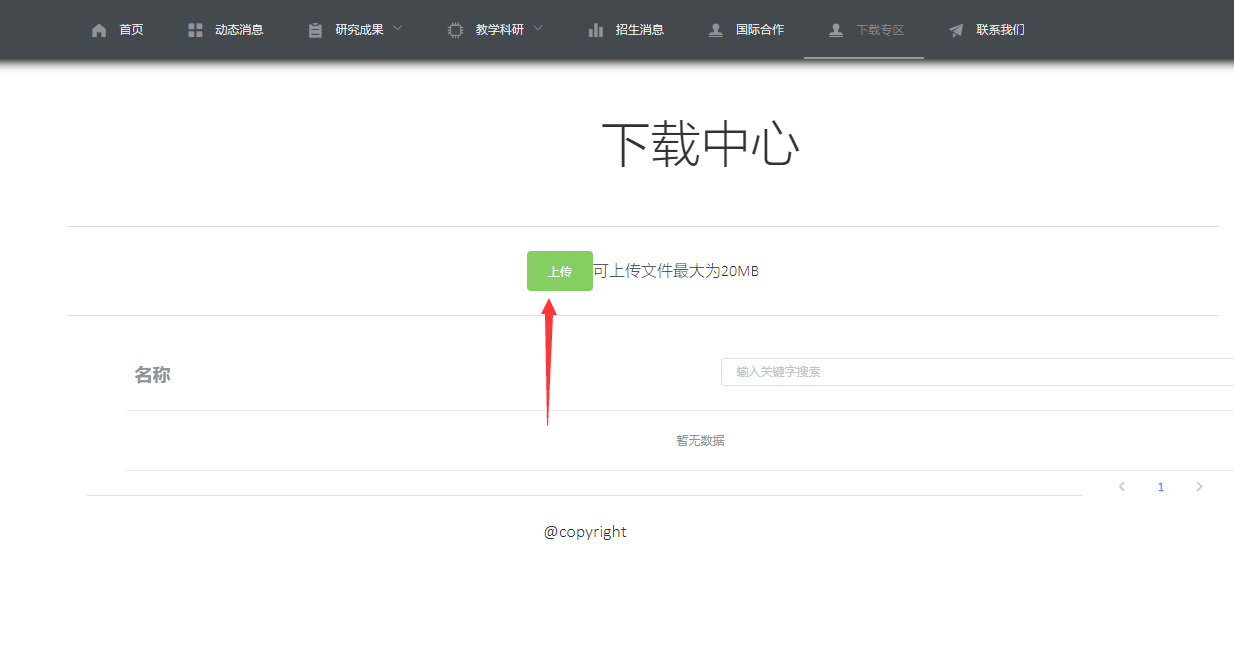 首页 动态消息 研究成果 教学科研 招生消息 国际合作 下载专区 联系我们
下载中心
上传 可上传文件最大为20MB
名称 输入关键字搜索
暂无数据
1
@copyright